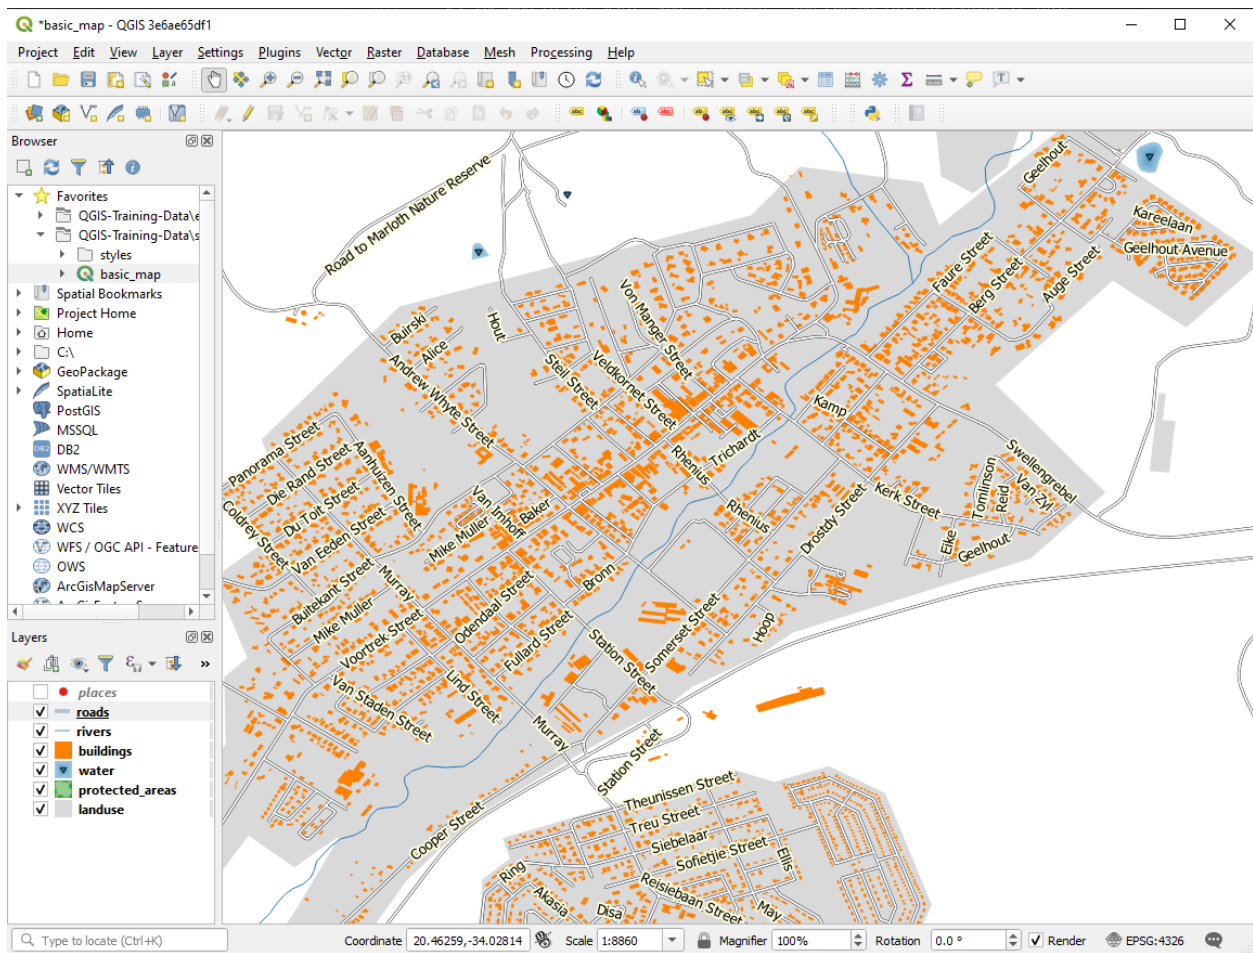 *basic_map - QGIS 3e6ae65df1
Project Edit View Layer Settings Plugins Vector Raster Database Mesh Processing Help
Browser
Favorites
QGIS-Training-Data\e
QGIS-Training-Data\s
styles
basic_map
Spatial Bookmarks
Project Home
Home
C:\
GeoPackage
SpatiaLite
PostGIS
MSSQL
DB2
WMS/WMTS
Vector Tiles
XYZ Tiles
WCS
WFS / OGC API - Feature
OWS
ArcGisMapServer
Layers
places
roads
rivers
buildings
water
protected_areas
landuse
Road to Marloth Nature Reserve
Geelhout
Kareelaan
Geelhout Avenue
Faure Street
Berg Street
Auge Street
Buirski
Alice
Hout
Von Manger Street
Veldkornet Street
Steil Street
Andrew Whyte Street
Kamp
Trichardt
Rhenius
Swellengrebel
Panorama Street
Die Rand Street
Aanhuizen Street
Du Toit Street
Coldrey Street
Van Eeden Street
Van Imhoff
Baker
Mike Muller
Rhenius
Drostdy Street
Kerk Street
Tomlinson
Reid
Van Zyl
Eike
Geelhout
Buitekant Street
Mike Muller
Murray
Voortrek Street
Odendaal Street
Bronn
Fullard Street
Station Street
Somerset Street
Hoop
Van Staden Street
Lind Street
Murray
Station Street
Cooper Street
Theunissen Street
Treu Street
Siebelaar
Sofietjie Street
Ellis
Ring
Akasia
Disa
Reisiebaan Street
May
Type to locate (Ctrl+K)
Coordinate 20.46259,-34.02814 Scale 1:8860 Magnifier 100% Rotation 0.0 ° Render EPSG:4326